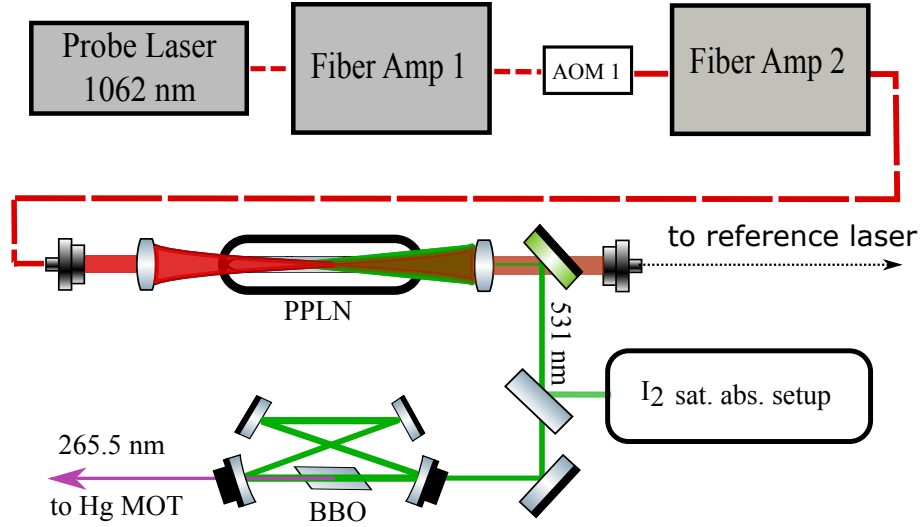 Probe Laser
1062 nm
Fiber Amp 1
AOM 1
Fiber Amp 2
to reference laser
PPLN
531 nm
I2 sat. abs. setup
265.5 nm
to Hg MOT
BBO